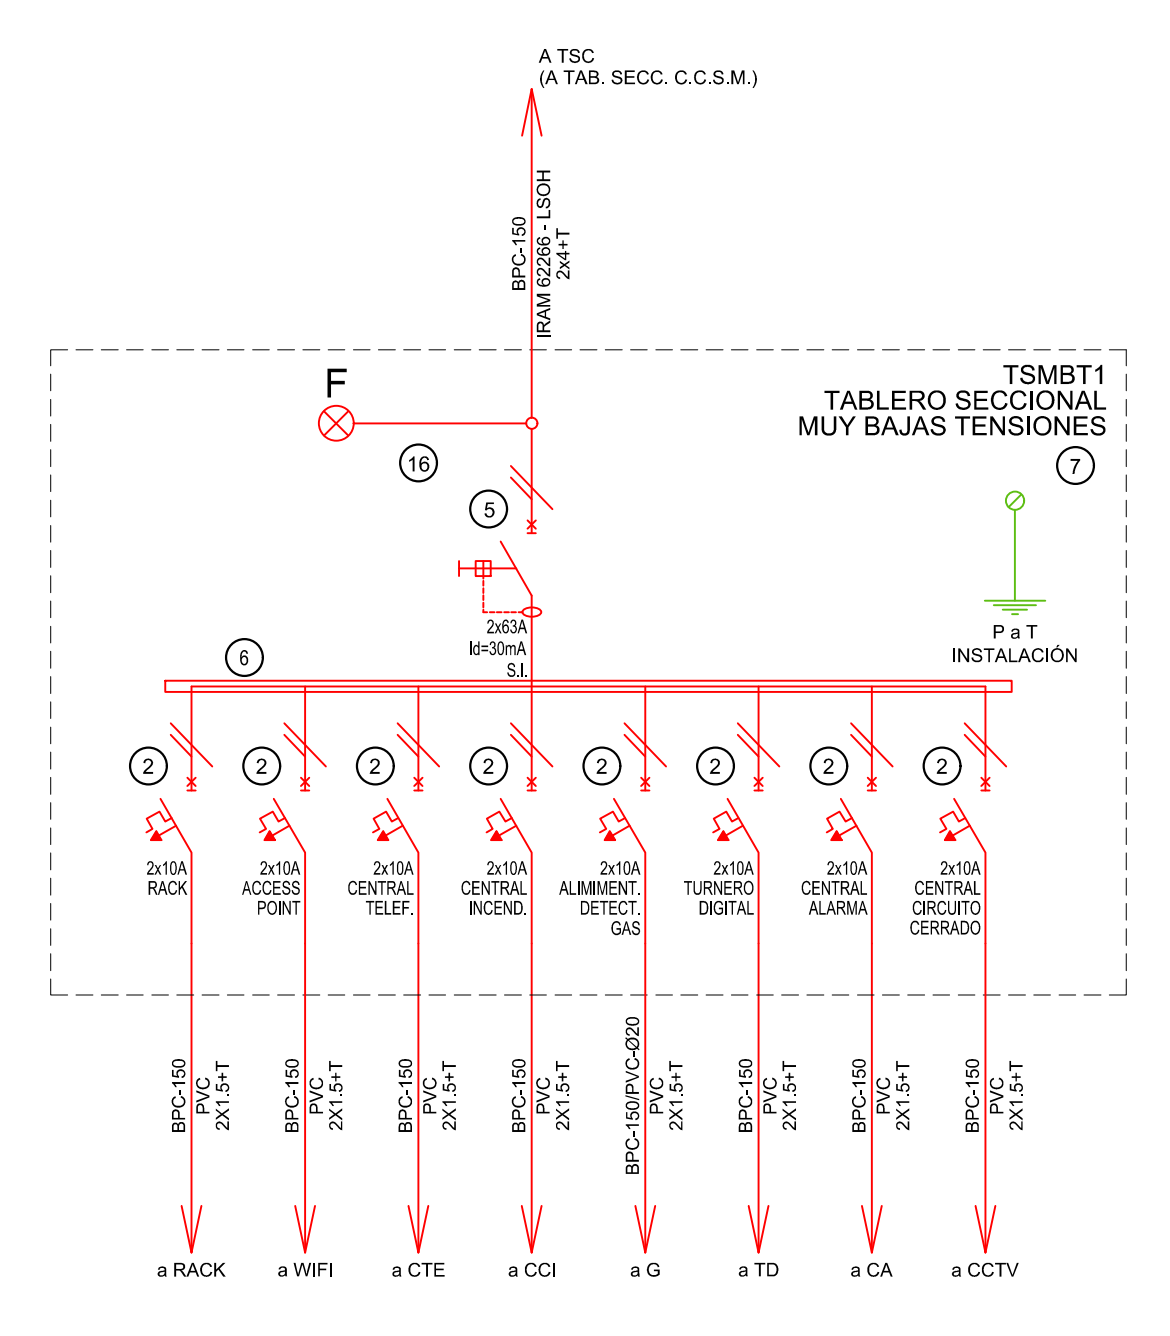 A TSC
(A TAB. SECC. C.C.S.M.)
BPC-150
IRAM 62266 - LSOH
2x4+T
TSMBT1
TABLERO SECCIONAL
MUY BAJAS TENSIONES
7
F
16
5
2x63A
Id=30mA
S.I.
P a T
INSTALACIÓN
6
2
2
2
2
2
2
2
2
2x10A
RACK
2x10A
ACCESS
POINT
2x10A
CENTRAL
TELEF.
2x10A
CENTRAL
INCEND.
2x10A
ALIMIMENT.
DETECT.
GAS
2x10A
TURNERO
DIGITAL
2x10A
CENTRAL
ALARMA
2x10A
CENTRAL
CIRCUITO
CERRADO
BPC-150
PVC
2X1.5+T
BPC-150
PVC
2X1.5+T
BPC-150
PVC
2X1.5+T
BPC-150
PVC
2X1.5+T
BPC-150/PVC-Ø20
PVC
2X1.5+T
BPC-150
PVC
2X1.5+T
BPC-150
PVC
2X1.5+T
BPC-150
PVC
2X1.5+T
a RACK
a WIFI
a CTE
a CCI
a G
a TD
a CA
a CCTV